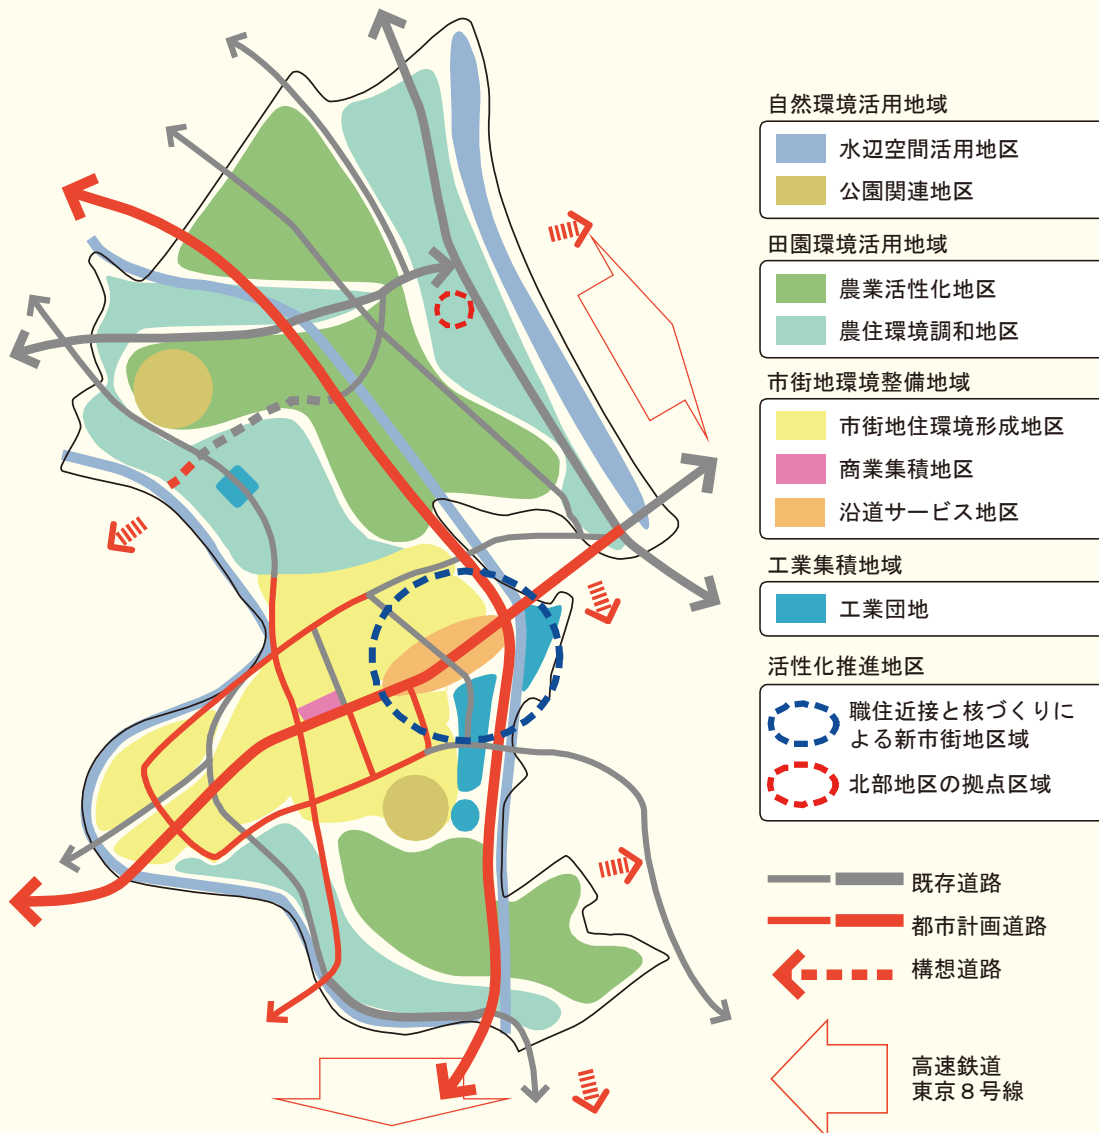 自然環境活用地域
水辺空間活用地区
公園関連地区
田園環境活用地域
農業活性化地区
農住環境調和地区
市街地環境整備地域
市街地住環境形成地区
商業集積地区
沿道サービス地区
工業集積地域
工業団地
活性化推進地区
職住近接と核づくりに
よる新市街地区域
北部地区の拠点区域
既存道路
都市計画道路
構想道路
高速鉄道
東京8号線